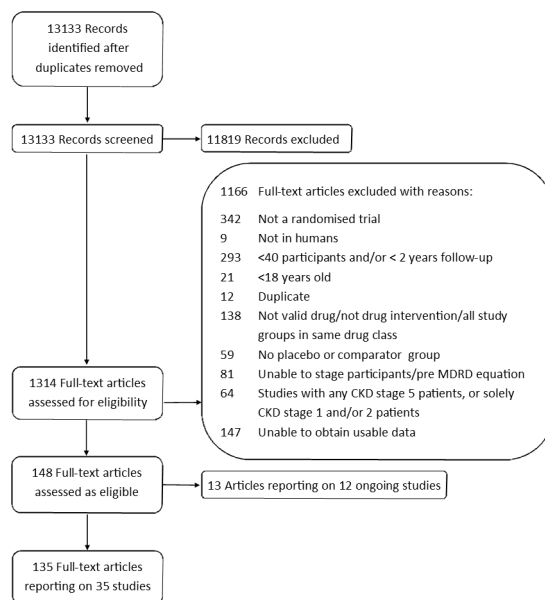 13133 Records
identified after
duplicates removed
13133 Records screened
11819 Records excluded
1166 Full-text articles excluded with reasons:
342 Not a randomised trial
9 Not in humans
293 <40 participants and/or < 2 years follow-up
21 <18 years old
12 Duplicate
138 Not valid drug/not drug intervention/all study
groups in same drug class
59 No placebo or comparator group
81 Unable to stage participants/pre MDRD equation
64 Studies with any CKD stage 5 patients, or solely
CKD stage 1 and/or 2 patients
147 Unable to obtain usable data
1314 Full-text articles
assessed for eligibility
148 Full-text articles
assessed as eligible
13 Articles reporting on 12 ongoing studies
135 Full-text articles
reporting on 35 studies